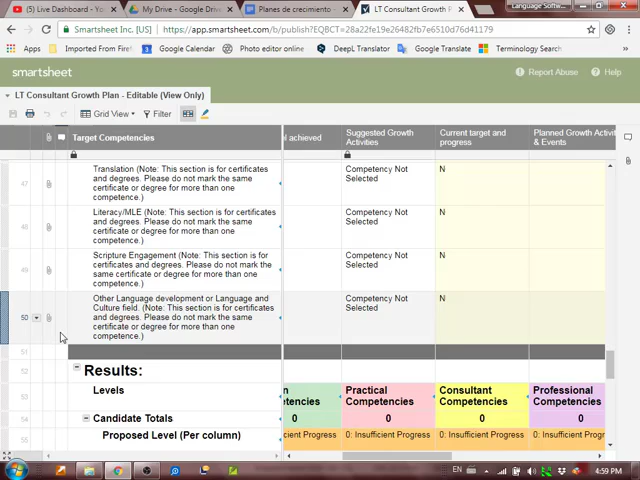 (5) Live Dashboard - Yo
My Drive - Google Drive
Planes de crecimiento -
LT Consultant Growth Plan
Language Softw...
Smartsheet Inc. [US]
https://app.smartsheet.com/b/publish?EQBCT=28a22fe19e26482fb7e6510d76d41179
Apps
Imported From Firefox
Google Calendar
Photo editor online
DeepL Translator
Google Translate
Terminology Search
smartsheet
Report Abuse
Help
LT Consultant Growth Plan - Editable (View Only)
Grid View
Filter
Target Competencies
el achieved
Suggested Growth
Activities
Current target and
progress
Planned Growth Activit
& Events
47
Translation (Note: This section is for certificates
and degrees. Please do not mark the same
certificate or degree for more than one
competence.)
Competency Not
Selected
N
48
Literacy/MLE (Note: This section is for certificates
and degrees. Please do not mark the same
certificate or degree for more than one
competence.)
Competency Not
Selected
N
49
Scripture Engagement (Note: This section is for
certificates and degrees. Please do not mark the
same certificate or degree for more than one
competence.)
Competency Not
Selected
N
50
Other Language development or Language and
Culture field. (Note: This section is for certificates
and degrees. Please do not mark the same
certificate or degree for more than one
competence.)
Competency Not
Selected
N
51
52
Results:
53
Levels
n
etencies
Practical
Competencies
Consultant
Competencies
Professional
Competencies
54
Candidate Totals
0
0
0
0
55
Proposed Level (Per column)
icient Progress
0: Insufficient Progress
0: Insufficient Progress
0: Insufficient Progr
EN
4:59 PM